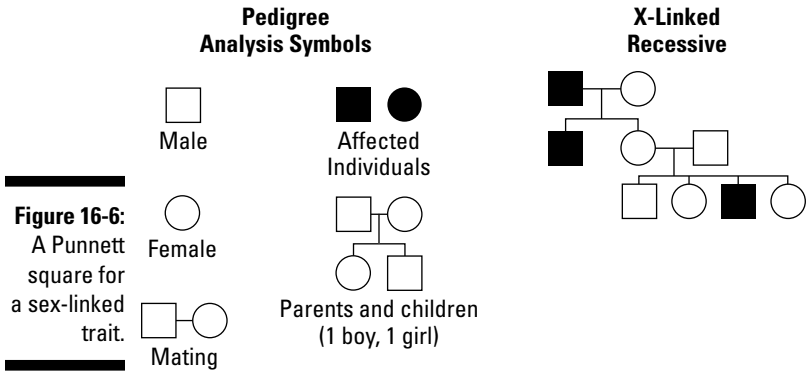 Pedigree
Analysis Symbols
X-Linked
Recessive
Male
Affected
Individuals
Figure 16-6:
A Punnett
square for
a sex-linked
trait.
Female
Parents and children
(1 boy, 1 girl)
Mating